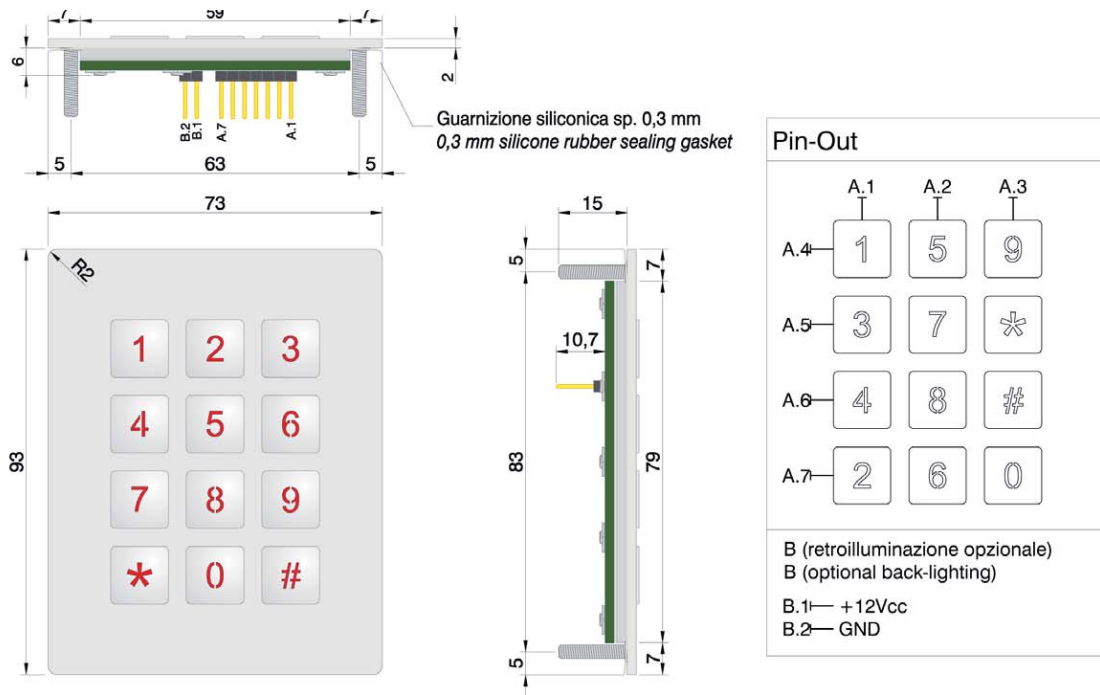 7 59 7
6
2
B.2 B.1 A.7 A.1
Guarnizione siliconica sp. 0,3 mm
0,3 mm silicone rubber sealing gasket
5 63 5
73
R2
93
1 2 3
4 5 6
7 8 9
* 0 #
15
5 7
10,7
83 79
5 7
Pin-Out
A.1 A.2 A.3
A.4 1 5 9
A.5 3 7 *
A.6 4 8 #
A.7 2 6 0
B (retroilluminazione opzionale)
B (optional back-lighting)
B.1 +12Vcc
B.2 GND